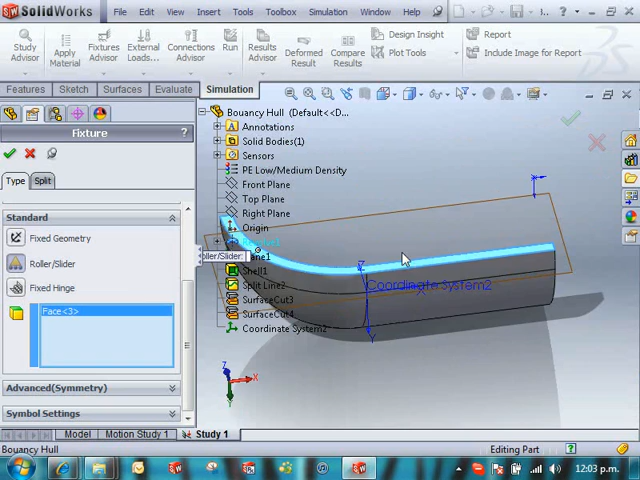 SolidWorks File Edit View Insert Tools Toolbox Simulation Window Help
Study Advisor
Apply Material
Fixtures Advisor
External Loads...
Connections Advisor
Run
Results Advisor
Deformed Result
Compare Results
Design Insight
Plot Tools
Report
Include Image for Report
Features Sketch Surfaces Evaluate Simulation
Fixture ?
Type Split
Standard
Fixed Geometry
Roller/Slider
Fixed Hinge
Face<3>
Advanced(Symmetry)
Symbol Settings
Bouancy Hull (Default<<D...
Annotations
Solid Bodies(1)
Sensors
PE Low/Medium Density
Front Plane
Top Plane
Right Plane
Origin
oller/Slider:
Shell1
Split Line2
SurfaceCut3
SurfaceCut4
Coordinate System2
Coordinate System2
Z
Y
Z
X
Y
Model Motion Study 1 Study 1
Bouancy Hull Editing Part
12:03 p.m.